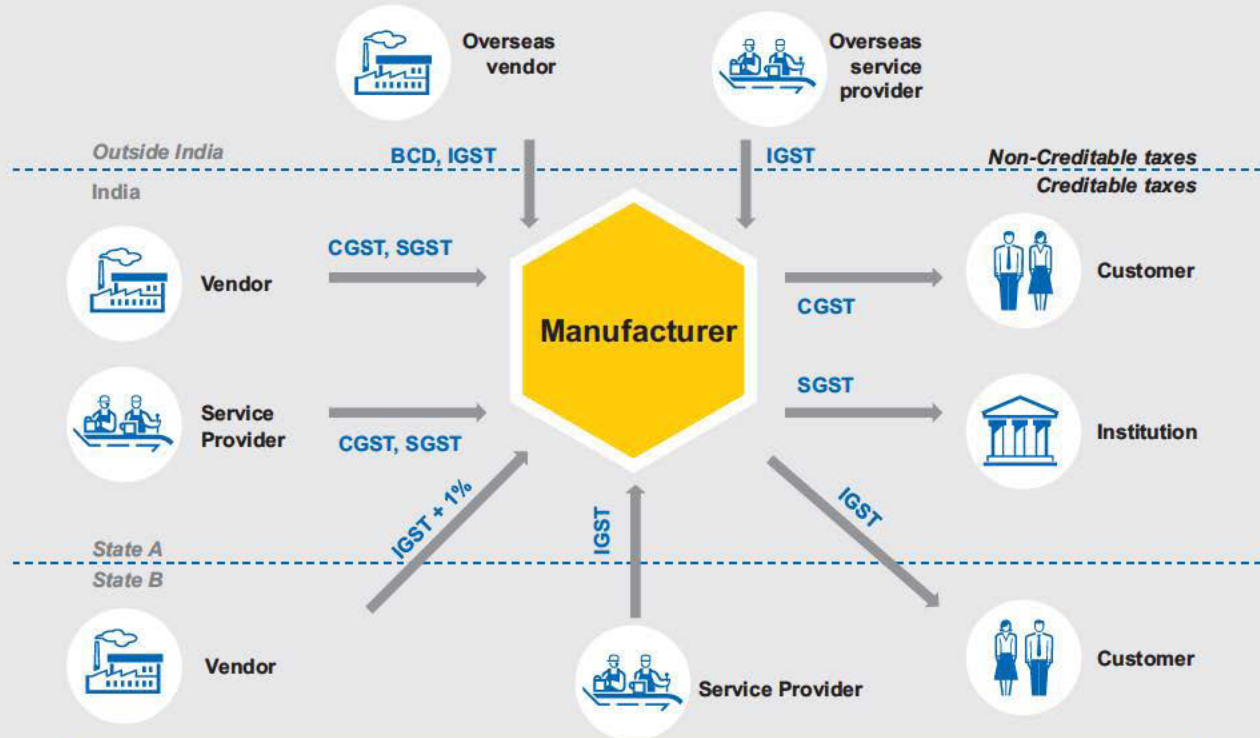 Overseas
vendor
Overseas
service
provider
Outside India
BCD, IGST
IGST
Non-Creditable taxes
India
Creditable taxes
CGST, SGST
Vendor
Customer
CGST
Manufacturer
SGST
Service
Provider
Institution
CGST, SGST
IGST + 1%
IGST
IGST
State A
State B
Vendor
Service Provider
Customer